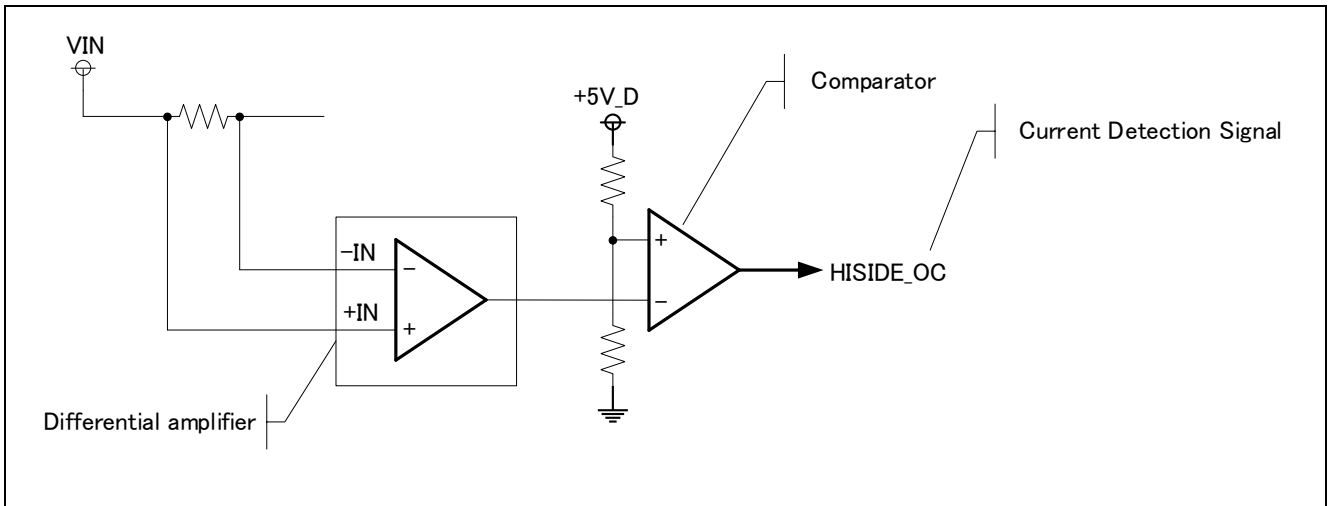 VIN
Comparator
+5V_D
Current Detection Signal
+
−IN
−
HISIDE_OC
−
+IN
+
Differential amplifier